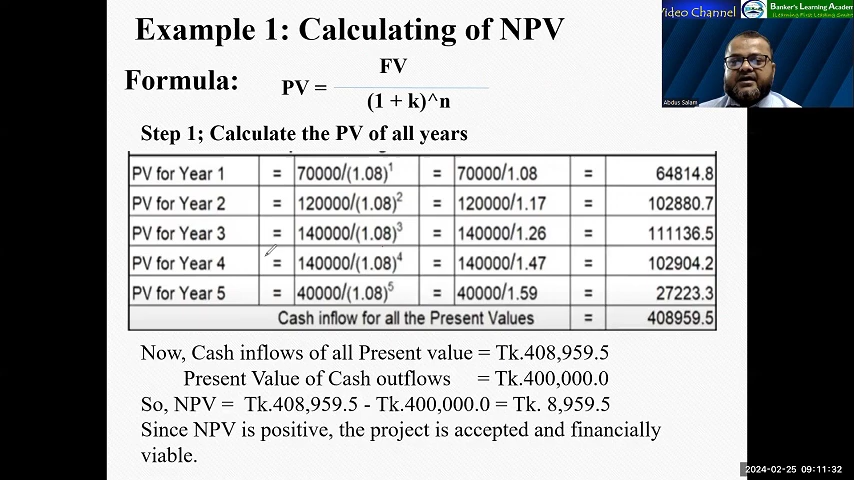 Example 1: Calculating of NPV
Video Channel
Banker's Learning Academ
(Learning First Leading Smart
Abdus Salam
Formula: PV = FV
(1 + k)^n
Step 1; Calculate the PV of all years
PV for Year 1 = 70000/(1.08)¹ = 70000/1.08 = 64814.8
PV for Year 2 = 120000/(1.08)² = 120000/1.17 = 102880.7
PV for Year 3 = 140000/(1.08)³ = 140000/1.26 = 111136.5
PV for Year 4 = 140000/(1.08)⁴ = 140000/1.47 = 102904.2
PV for Year 5 = 40000/(1.08)⁵ = 40000/1.59 = 27223.3
Cash inflow for all the Present Values = 408959.5
Now, Cash inflows of all Present value = Tk.408,959.5
Present Value of Cash outflows = Tk.400,000.0
So, NPV = Tk.408,959.5 - Tk.400,000.0 = Tk. 8,959.5
Since NPV is positive, the project is accepted and financially
viable.
2024-02-25 09:11:32